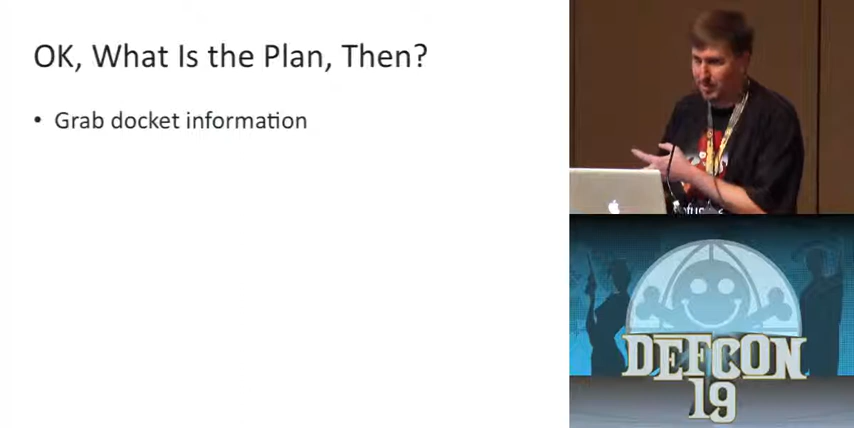 OK, What Is the Plan, Then?
• Grab docket information
DEFCON
19